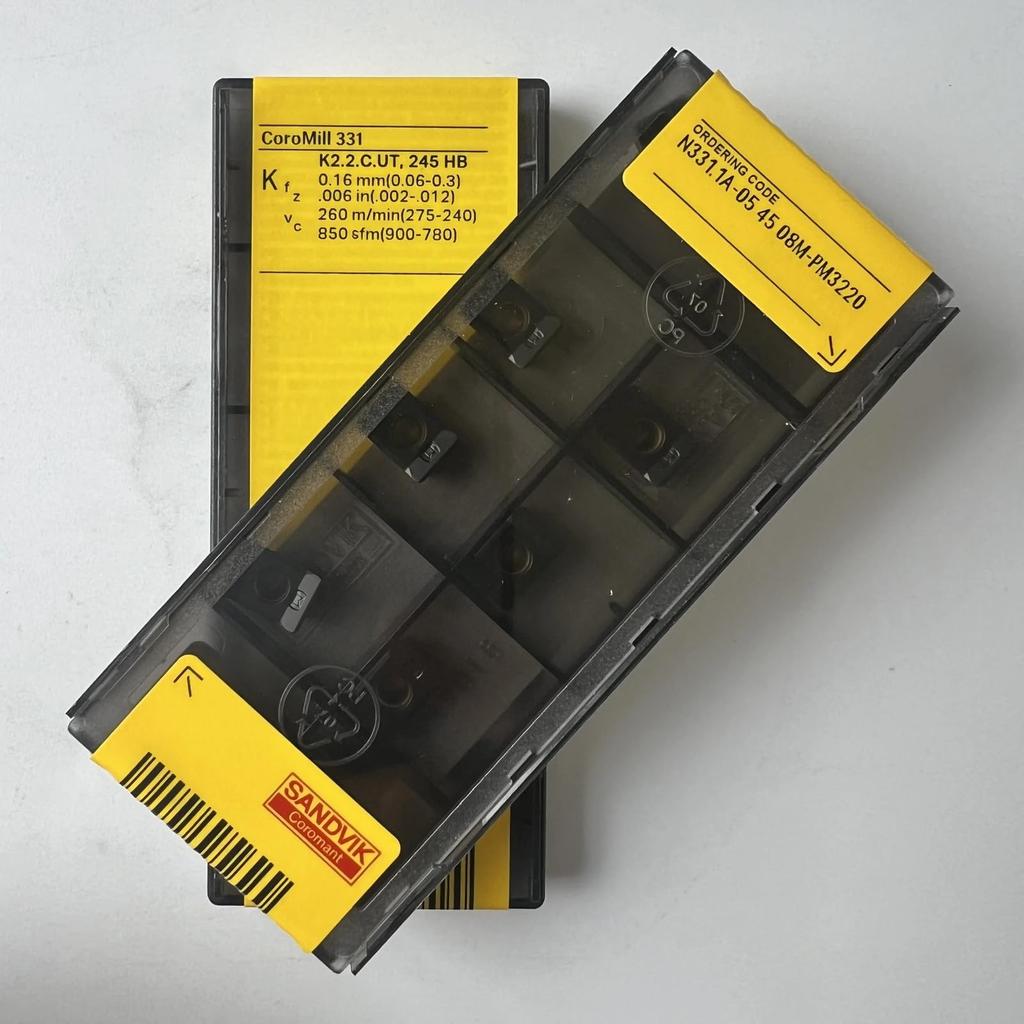 CoroMill 331
K2.2.C.UT, 245 HB
K fz 0.16 mm(0.06-0.3)
.006 in(.002-.012)
vc 260 m/min(275-240)
850 sfm(900-780)
ORDERING CODE
N331.1A-05 45 08M-PM3220
07
PC
SANDVIK
Coromant